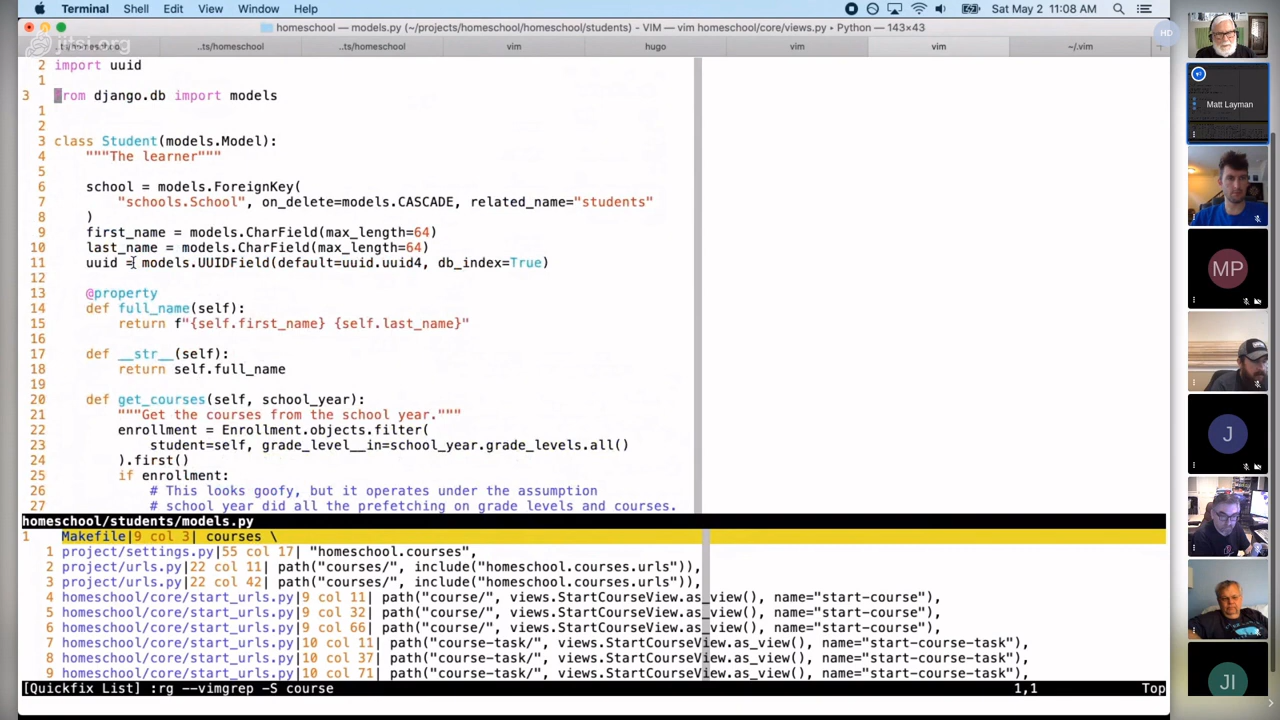 Terminal Shell Edit View Window Help Sat May 2 11:08 AM
homeschool — models.py (~/projects/homeschool/homeschool/students) - VIM — vim homeschool/core/views.py ▸ Python — 143×43
jitsi.org
..ts/homeschool ..ts/homeschool ..ts/homeschool vim hugo vim vim ~/.vim +
HD
2 import uuid
1
3 from django.db import models
1
2
3 class Student(models.Model):
4 """The learner"""
5
6 school = models.ForeignKey(
7 "schools.School", on_delete=models.CASCADE, related_name="students"
8 )
9 first_name = models.CharField(max_length=64)
10 last_name = models.CharField(max_length=64)
11 uuid = models.UUIDField(default=uuid.uuid4, db_index=True)
12
13 @property
14 def full_name(self):
15 return f"{self.first_name} {self.last_name}"
16
17 def __str__(self):
18 return self.full_name
19
20 def get_courses(self, school_year):
21 """Get the courses from the school year."""
22 enrollment = Enrollment.objects.filter(
23 student=self, grade_level__in=school_year.grade_levels.all()
24 ).first()
25 if enrollment:
26 # This looks goofy, but it operates under the assumption
27 # school year did all the prefetching on grade levels and courses.
homeschool/students/models.py
1 Makefile|9 col 3| courses \
1 project/settings.py|55 col 17| "homeschool.courses",
2 project/urls.py|22 col 11| path("courses/", include("homeschool.courses.urls")),
3 project/urls.py|22 col 42| path("courses/", include("homeschool.courses.urls")),
4 homeschool/core/start_urls.py|9 col 11| path("course/", views.StartCourseView.as_view(), name="start-course"),
5 homeschool/core/start_urls.py|9 col 32| path("course/", views.StartCourseView.as_view(), name="start-course"),
6 homeschool/core/start_urls.py|9 col 66| path("course/", views.StartCourseView.as_view(), name="start-course"),
7 homeschool/core/start_urls.py|10 col 11| path("course-task/", views.StartCourseView.as_view(), name="start-course-task"),
8 homeschool/core/start_urls.py|10 col 37| path("course-task/", views.StartCourseView.as_view(), name="start-course-task"),
9 homeschool/core/start_urls.py|10 col 71| path("course-task/", views.StartCourseView.as_view(), name="start-course-task"),
[Quickfix List] :rg --vimgrep -S course 1,1 Top
Matt Layman
MP
J
JI